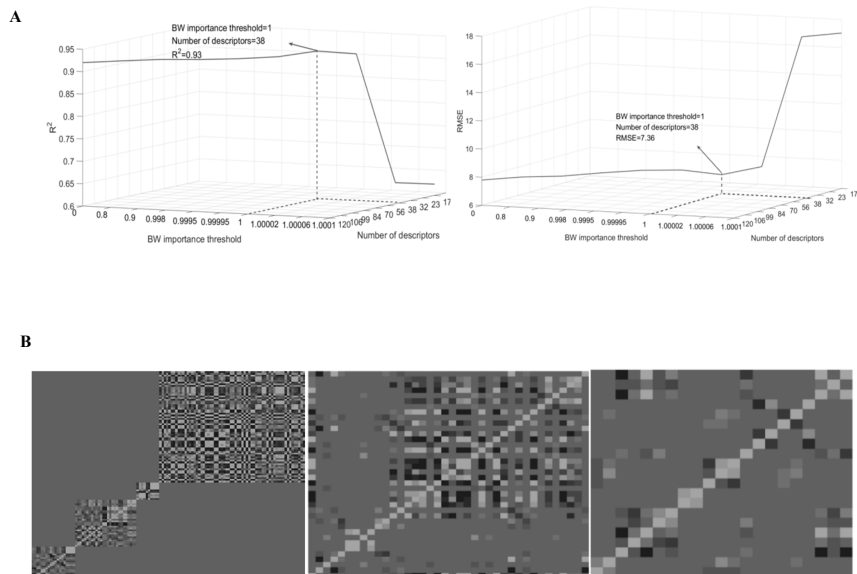 A
BW importance threshold=1
Number of descriptors=38
R2=0.93
0.95
0.9
0.85
0.8
0.75
0.7
0.65
0.6
R2
0 0.8 0.9 0.998 0.9995 0.99995 1 1.00002 1.00006 1.0001
BW importance threshold
120 106 99 84 70 56 38 32 23 17
Number of descriptors
18
16
14
12
10
8
6
RMSE
BW importance threshold=1
Number of descriptors=38
RMSE=7.36
0 0.8 0.9 0.998 0.9995 0.99995 1 1.00002 1.00006 1.0001
BW importance threshold
120 106 99 84 70 56 38 32 23 17
Number of descriptors
B